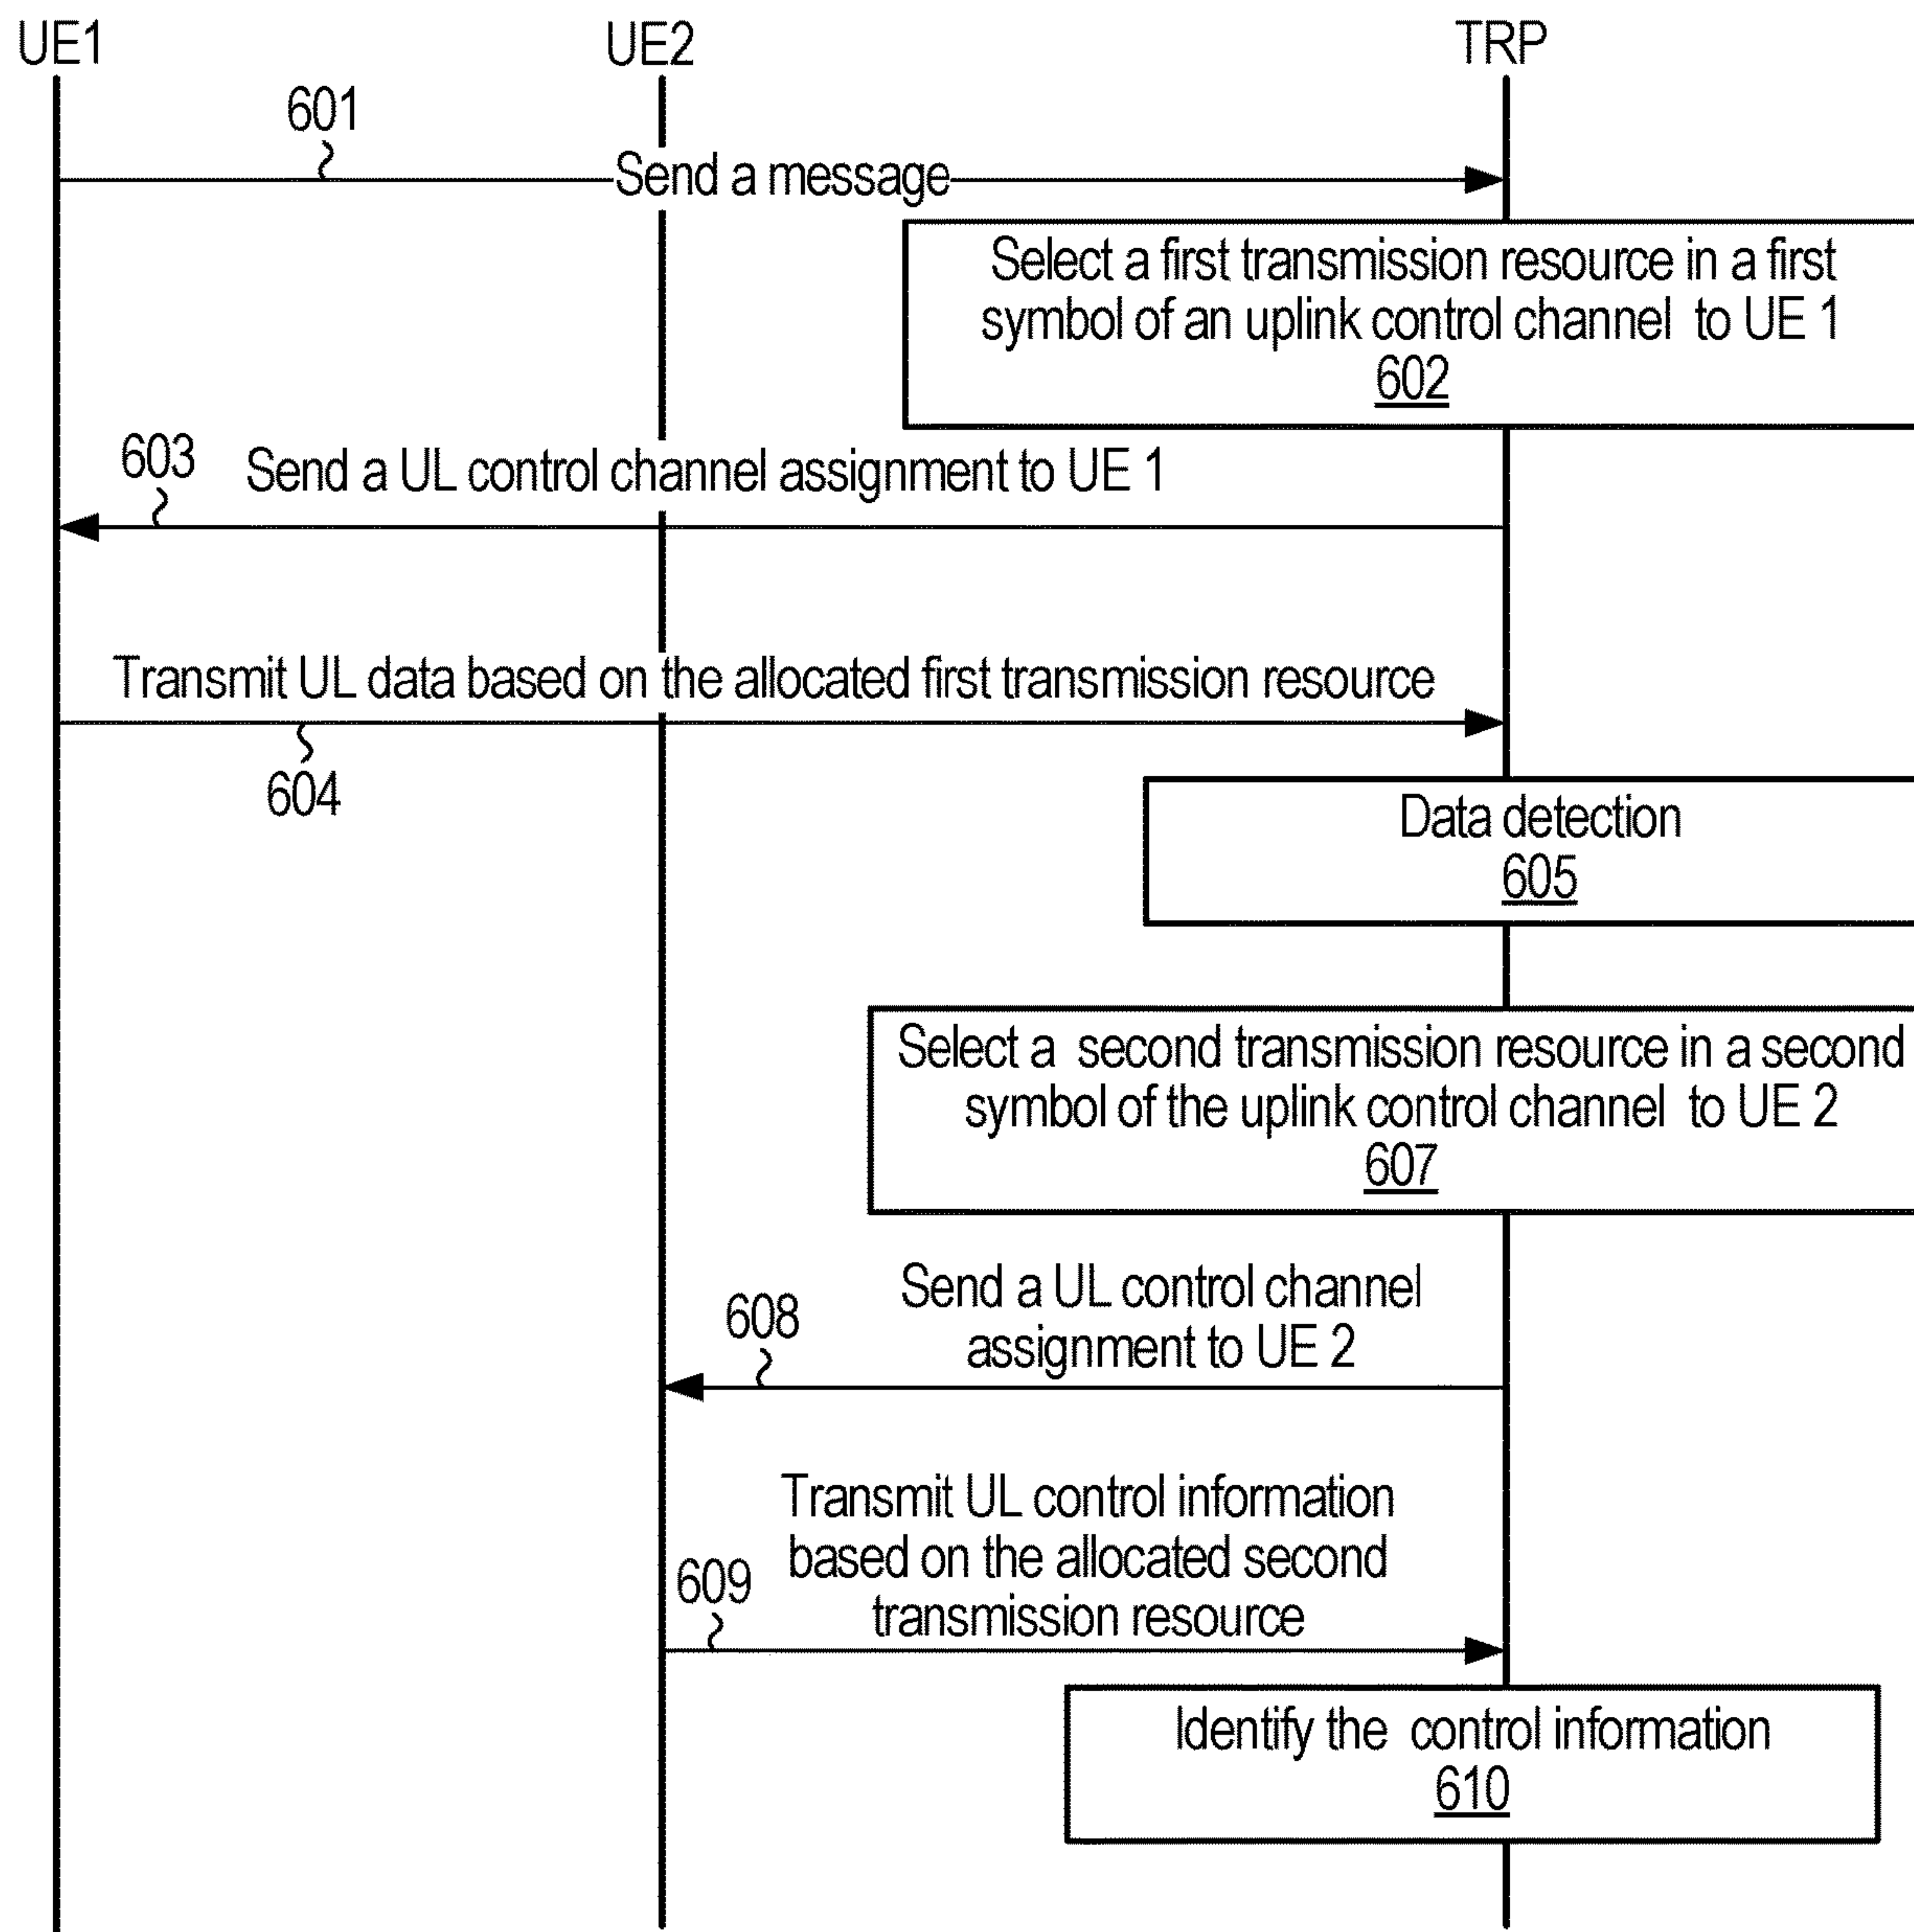 UE1
UE2
TRP
601
Send a message
Select a first transmission resource in a first
symbol of an uplink control channel to UE 1
602
603
Send a UL control channel assignment to UE 1
Transmit UL data based on the allocated first transmission resource
604
Data detection
605
Select a second transmission resource in a second
symbol of the uplink control channel to UE 2
607
Send a UL control channel
assignment to UE 2
608
Transmit UL control information
based on the allocated second
transmission resource
609
Identify the control information
610